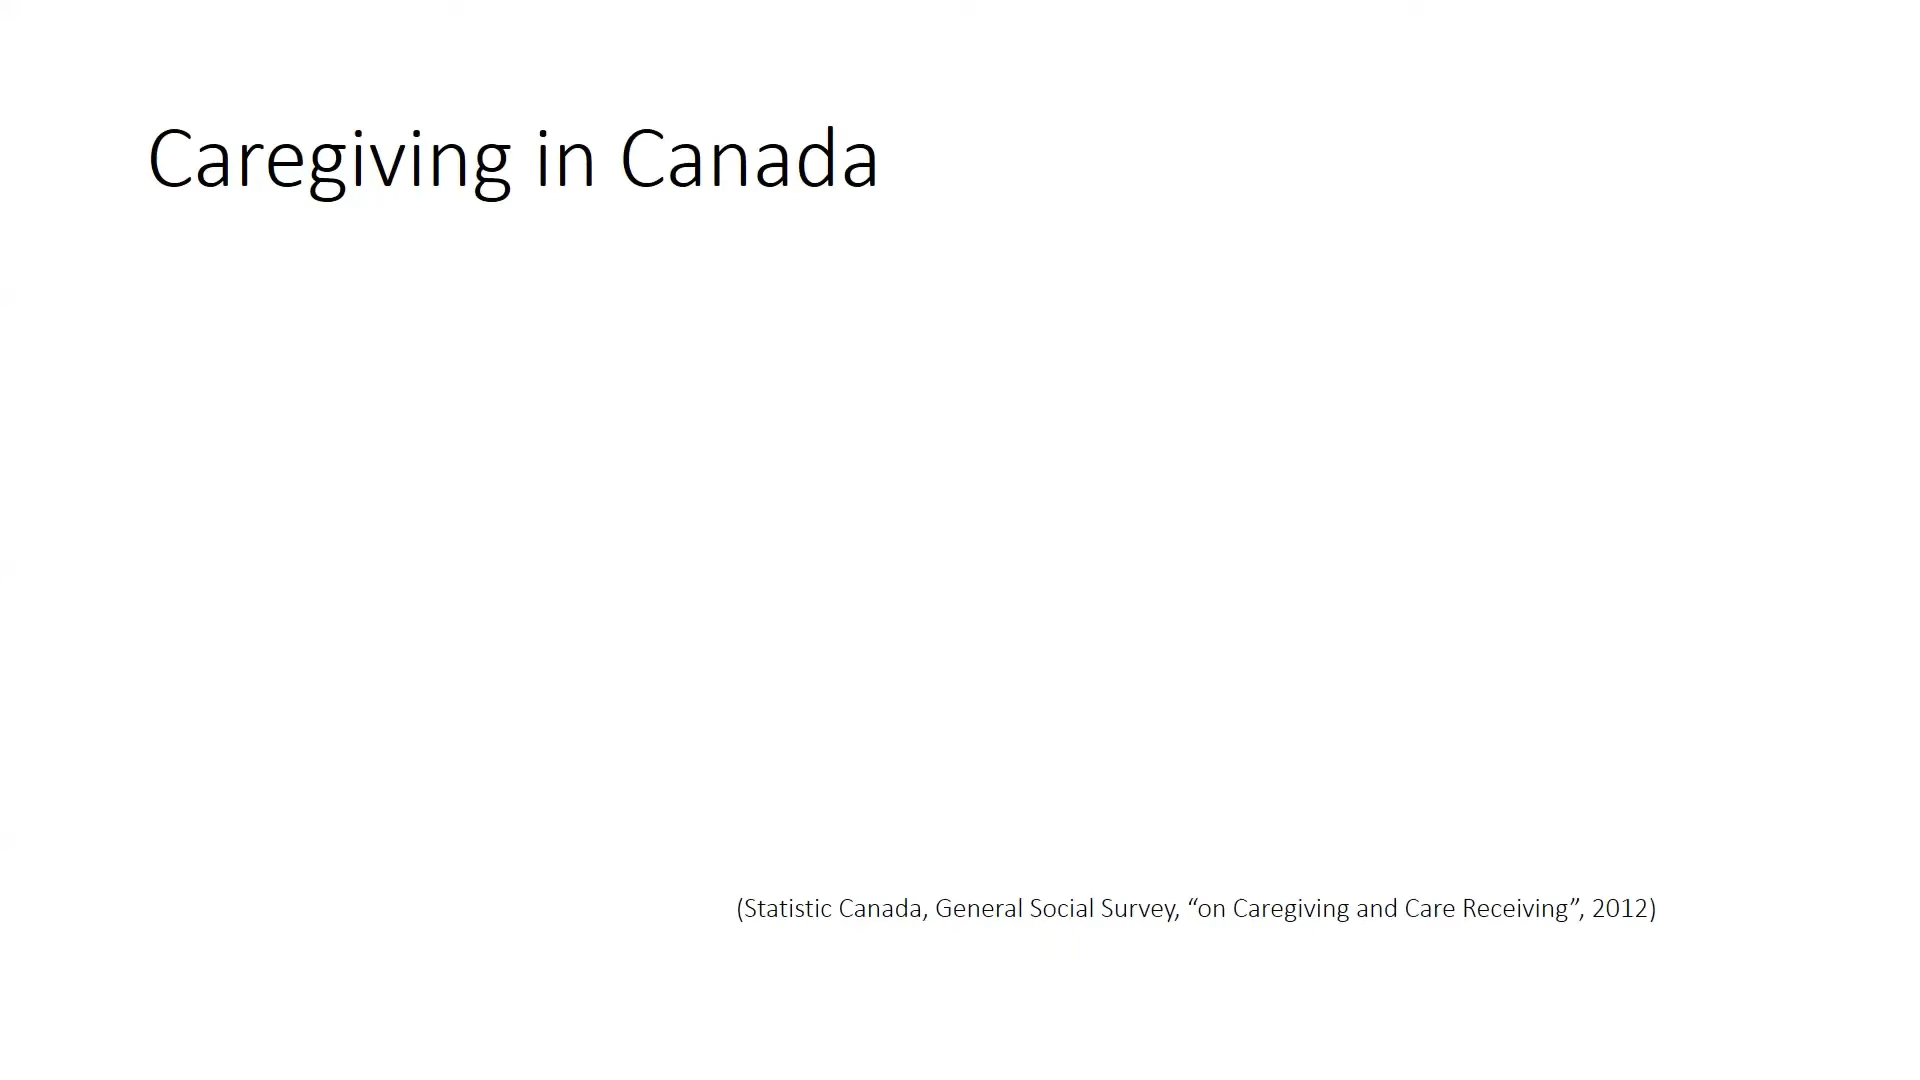 Caregiving in Canada
(Statistic Canada, General Social Survey, “on Caregiving and Care Receiving”, 2012)